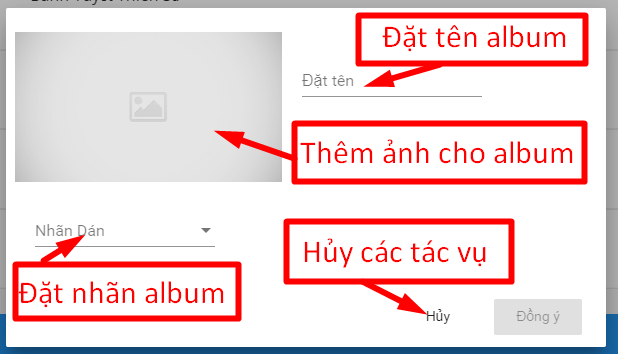 Đặt tên album
Đặt tên
Thêm ảnh cho album
Nhãn Dán
Đặt nhãn album
Hủy các tác vụ
Hủy
Đồng ý